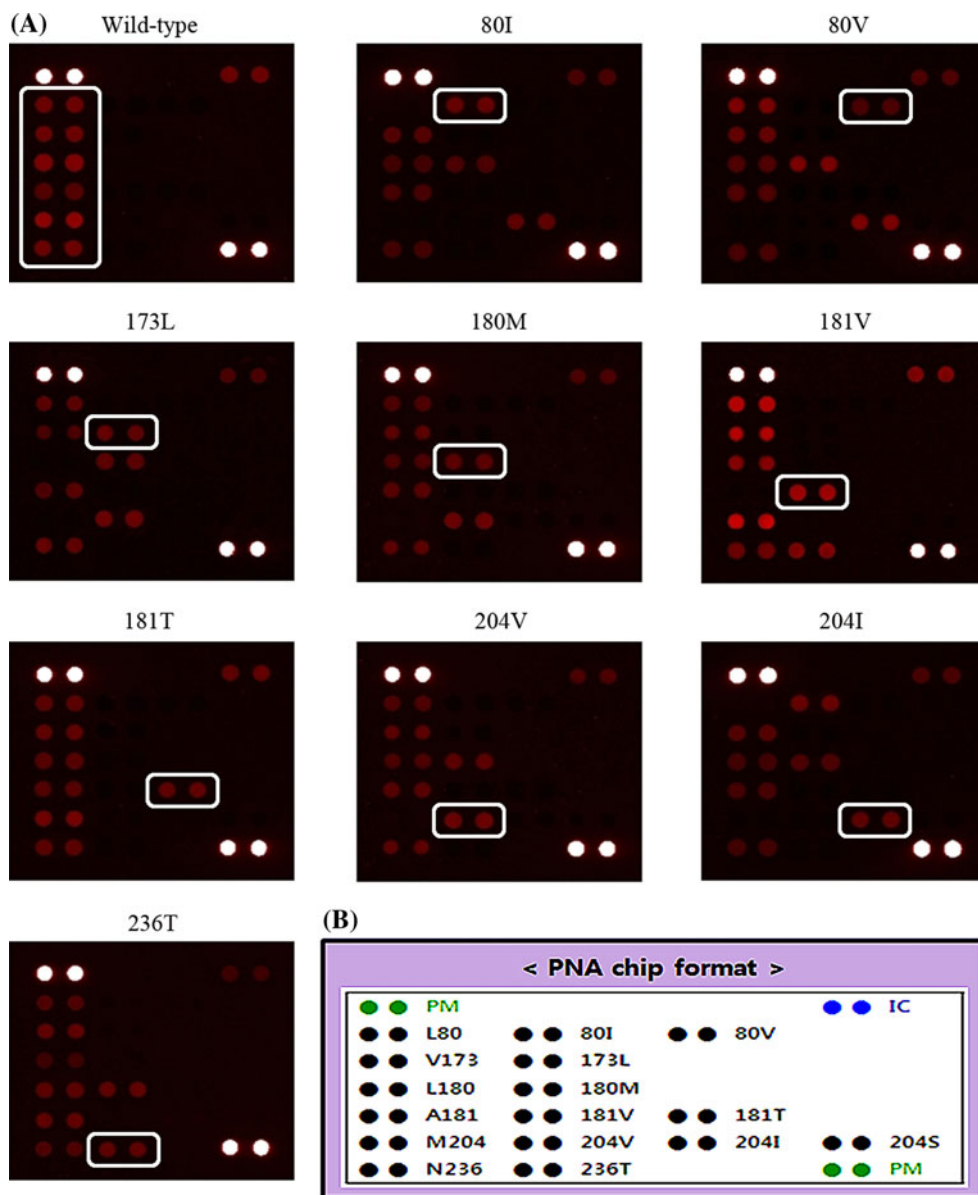 (A)
Wild-type 80I 80V
173L 180M 181V
181T 204V 204I
236T
(B)
< PNA chip format >
PM IC
L80 80I 80V
V173 173L
L180 180M
A181 181V 181T
M204 204V 204I 204S
N236 236T PM